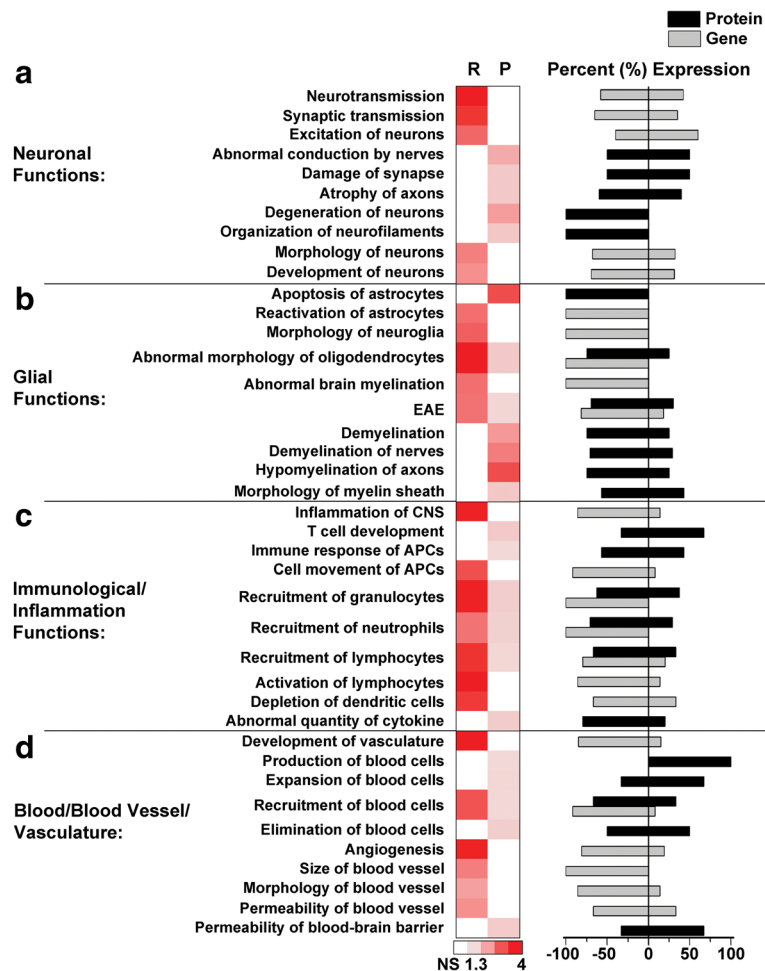 Protein
Gene
a
R P
Percent (%) Expression
Neuronal
Functions:
Neurotransmission
Synaptic transmission
Excitation of neurons
Abnormal conduction by nerves
Damage of synapse
Atrophy of axons
Degeneration of neurons
Organization of neurofilaments
Morphology of neurons
Development of neurons
b
Glial
Functions:
Apoptosis of astrocytes
Reactivation of astrocytes
Morphology of neuroglia
Abnormal morphology of oligodendrocytes
Abnormal brain myelination
EAE
Demyelination
Demyelination of nerves
Hypomyelination of axons
Morphology of myelin sheath
c
Immunological/
Inflammation
Functions:
Inflammation of CNS
T cell development
Immune response of APCs
Cell movement of APCs
Recruitment of granulocytes
Recruitment of neutrophils
Recruitment of lymphocytes
Activation of lymphocytes
Depletion of dendritic cells
Abnormal quantity of cytokine
d
Blood/Blood Vessel/
Vasculature:
Development of vasculature
Production of blood cells
Expansion of blood cells
Recruitment of blood cells
Elimination of blood cells
Angiogenesis
Size of blood vessel
Morphology of blood vessel
Permeability of blood vessel
Permeability of blood-brain barrier
NS 1.3 4
-100 -50 0 50 100